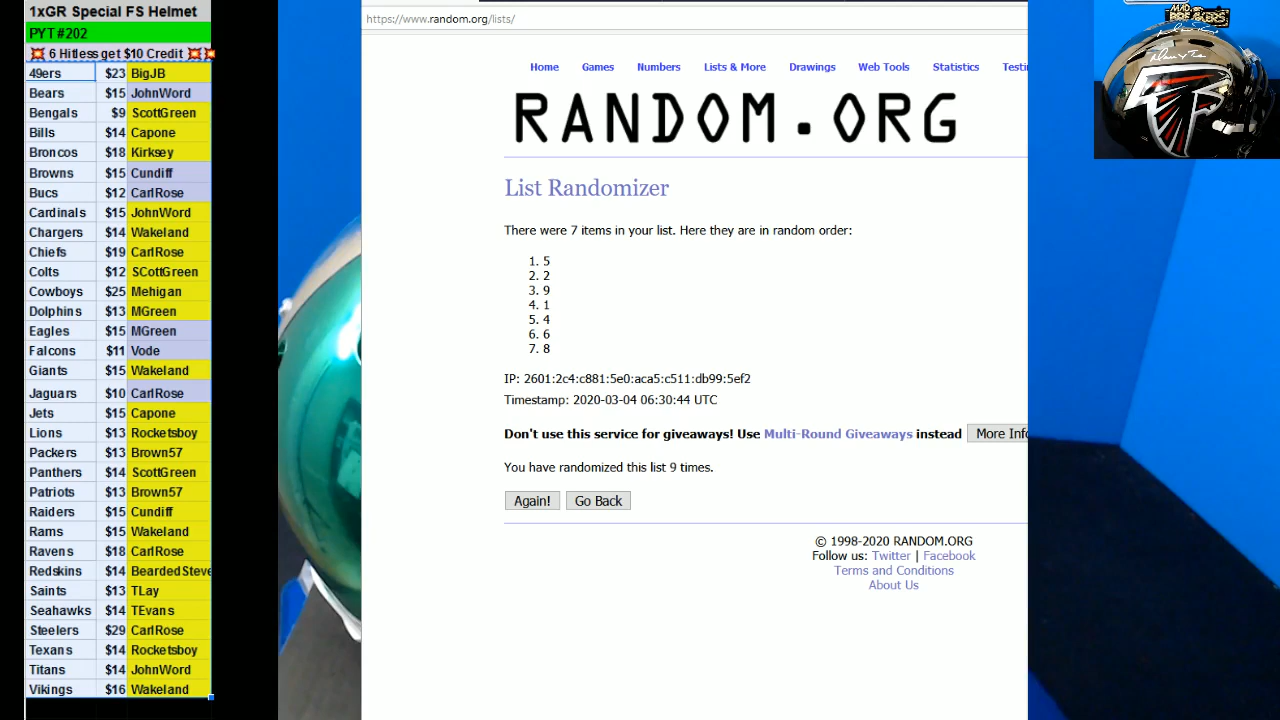 1xGR Special FS Helmet
PYT #202
💥 6 Hitless get $10 Credit 💥💥
49ers $23 BigJB
Bears $15 JohnWord
Bengals $9 ScottGreen
Bills $14 Capone
Broncos $18 Kirksey
Browns $15 Cundiff
Bucs $12 CarlRose
Cardinals $15 JohnWord
Chargers $14 Wakeland
Chiefs $19 CarlRose
Colts $12 SCottGreen
Cowboys $25 Mehigan
Dolphins $13 MGreen
Eagles $15 MGreen
Falcons $11 Vode
Giants $15 Wakeland
Jaguars $10 CarlRose
Jets $15 Capone
Lions $13 Rocketsboy
Packers $13 Brown57
Panthers $14 ScottGreen
Patriots $13 Brown57
Raiders $15 Cundiff
Rams $15 Wakeland
Ravens $18 CarlRose
Redskins $14 BeardedSteve
Saints $13 TLay
Seahawks $14 TEvans
Steelers $29 CarlRose
Texans $14 Rocketsboy
Titans $14 JohnWord
Vikings $16 Wakeland
https://www.random.org/lists/
Home Games Numbers Lists & More Drawings Web Tools Statistics Testin
RANDOM.ORG
List Randomizer
There were 7 items in your list. Here they are in random order:
1. 5
2. 2
3. 9
4. 1
5. 4
6. 6
7. 8
IP: 2601:2c4:c881:5e0:aca5:c511:db99:5ef2
Timestamp: 2020-03-04 06:30:44 UTC
Don't use this service for giveaways! Use Multi-Round Giveaways instead More Info
You have randomized this list 9 times.
Again! Go Back
© 1998-2020 RANDOM.ORG
Follow us: Twitter | Facebook
Terms and Conditions
About Us
MAD
BREAKERS